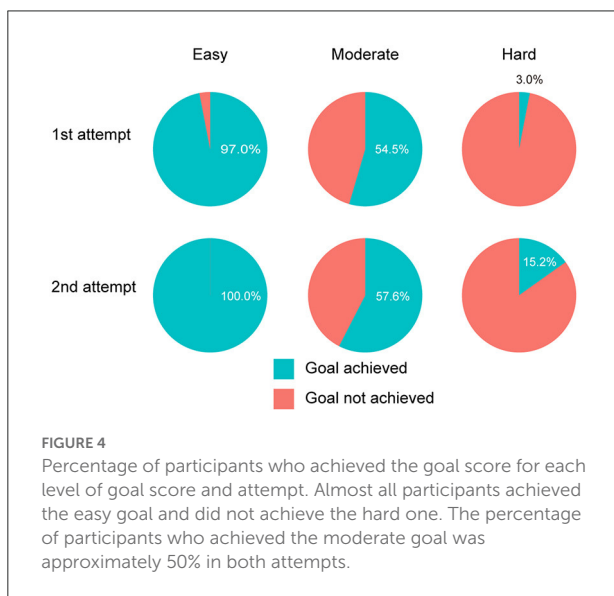 Easy Moderate Hard
3.0%
1st attempt 97.0% 54.5%
2nd attempt 100.0% 57.6% 15.2%
Goal achieved
Goal not achieved
FIGURE 4
Percentage of participants who achieved the goal score for each
level of goal score and attempt. Almost all participants achieved
the easy goal and did not achieve the hard one. The percentage
of participants who achieved the moderate goal was
approximately 50% in both attempts.